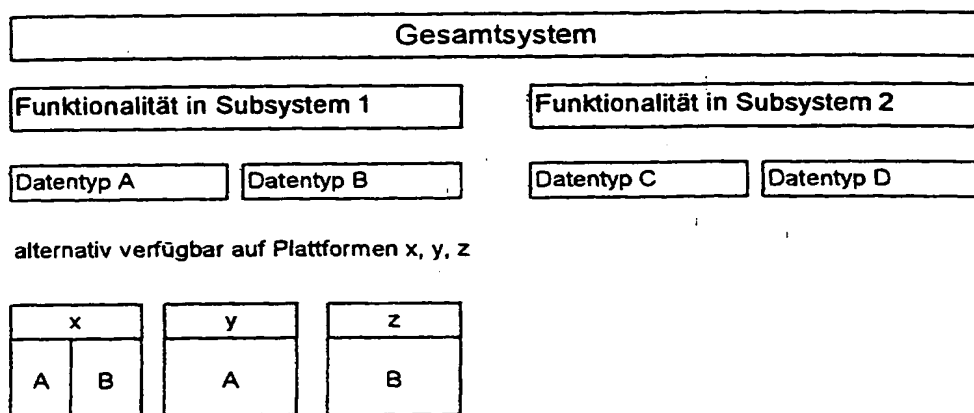 Gesamtsystem
Funktionalität in Subsystem 1 Funktionalität in Subsystem 2
Datentyp A Datentyp B Datentyp C Datentyp D
alternativ verfügbar auf Plattformen x, y, z
x y z
A B A B